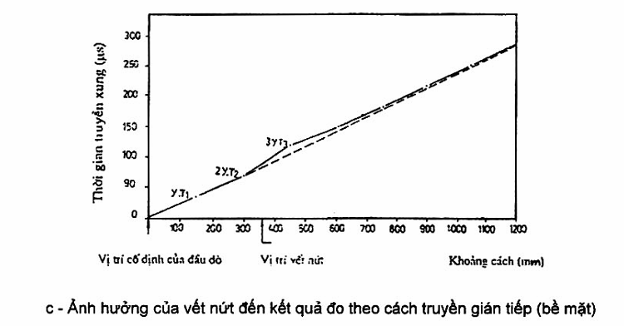 Thời gian truyền xung (µs)
300
250
200
150
100
90
0
y.T1
2y.T2
3y.T3
100 200 300 400 500 600 700 800 900 1000 1100 1200
Vị trí cố định của đầu dò Vị trí vết nứt Khoảng cách (mm)
c - Ảnh hưởng của vết nứt đến kết quả đo theo cách truyền gián tiếp (bề mặt)